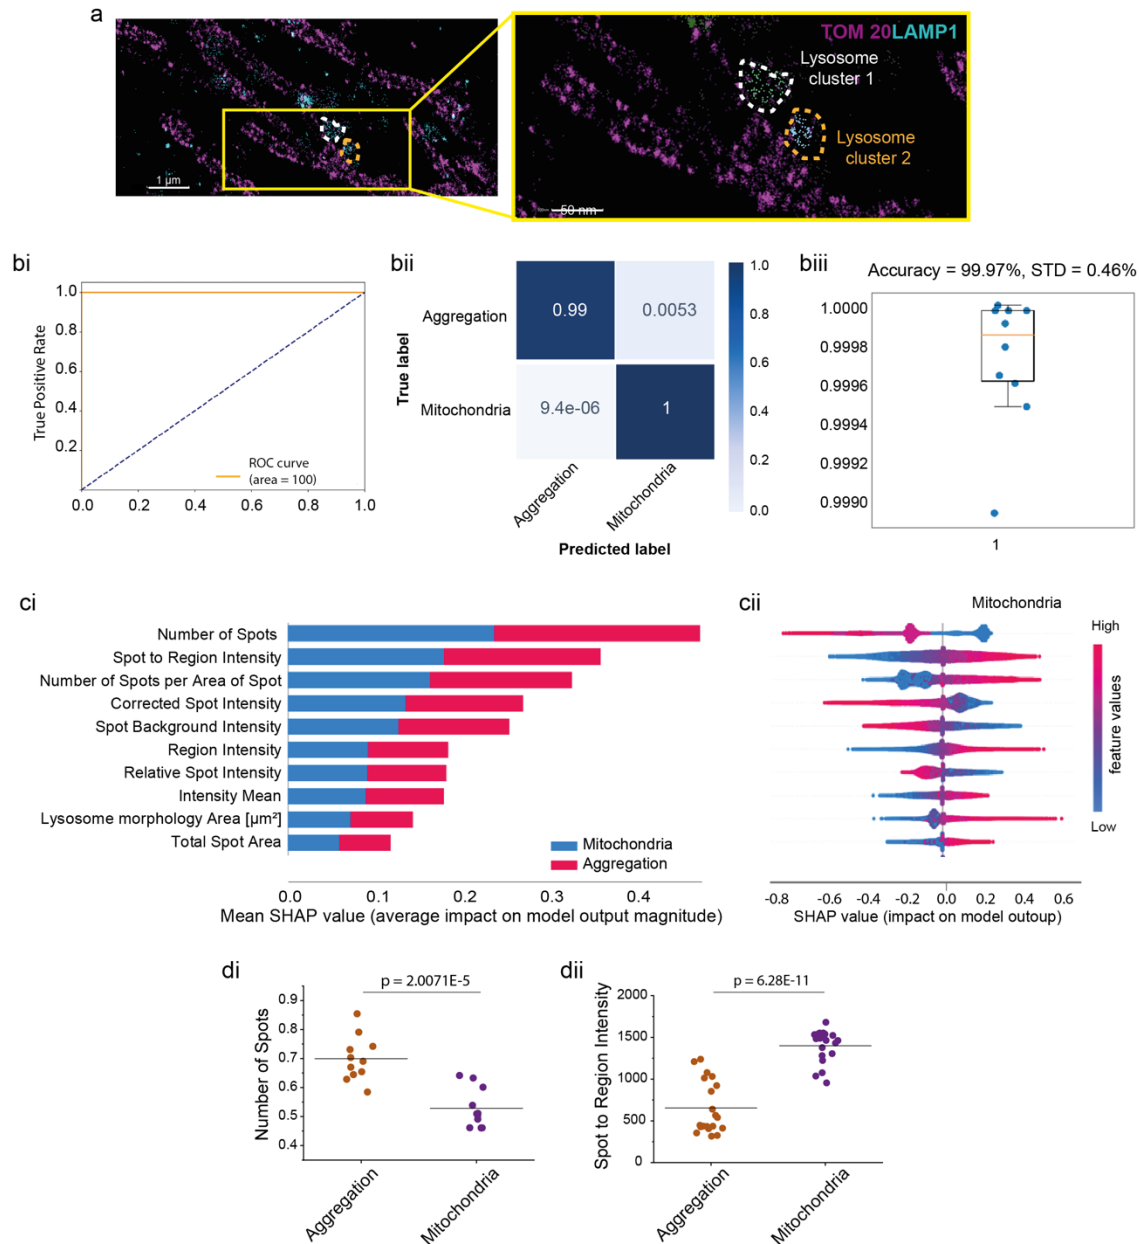 a
TOM 20LAMP1
Lysosome
cluster 1
Lysosome
cluster 2
1 µm
50 nm
bi
True Positive Rate
1.0
0.8
0.6
0.4
0.2
ROC curve
(area = 100)
0.0 0.2 0.4 0.6 0.8 1.0
bii
True label
Aggregation
Mitochondria
0.99 0.0053
9.4e-06 1
Aggregation
Mitochondria
Predicted label
1.0
0.8
0.6
0.4
0.2
0.0
biii
Accuracy = 99.97%, STD = 0.46%
1.0000
0.9998
0.9996
0.9994
0.9992
0.9990
1
ci
Number of Spots
Spot to Region Intensity
Number of Spots per Area of Spot
Corrected Spot Intensity
Spot Background Intensity
Region Intensity
Relative Spot Intensity
Intensity Mean
Lysosome morphology Area [µm²]
Total Spot Area
Mitochondria
Aggregation
0.0 0.1 0.2 0.3 0.4
Mean SHAP value (average impact on model output magnitude)
cii
Mitochondria
High
feature values
Low
-0.8 -0.6 -0.4 -0.2 0.0 0.2 0.4 0.6
SHAP value (impact on model outoup)
di
p = 2.0071E-5
Number of Spots
0.9
0.8
0.7
0.6
0.5
0.4
Aggregation
Mitochondria
dii
p = 6.28E-11
Spot to Region Intensity
2000
1500
1000
500
0
Aggregation
Mitochondria